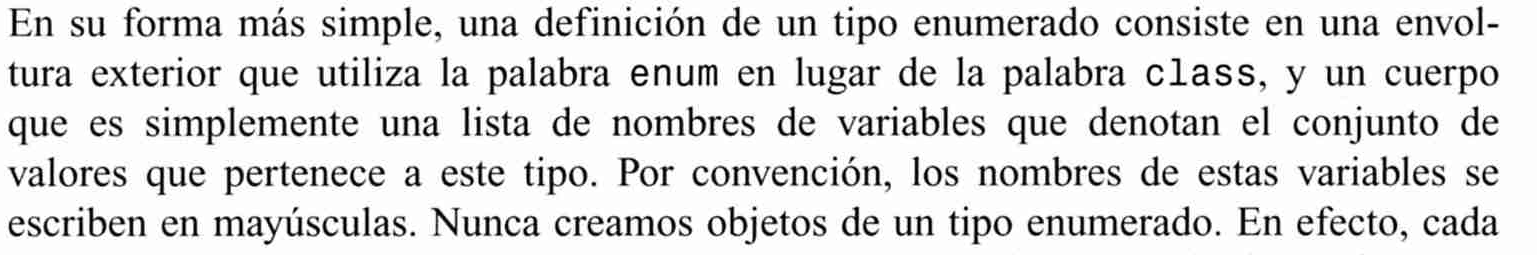 En su forma más simple, una definición de un tipo enumerado consiste en una envol-
tura exterior que utiliza la palabra enum en lugar de la palabra class, y un cuerpo
que es simplemente una lista de nombres de variables que denotan el conjunto de
valores que pertenece a este tipo. Por convención, los nombres de estas variables se
escriben en mayúsculas. Nunca creamos objetos de un tipo enumerado. En efecto, cada